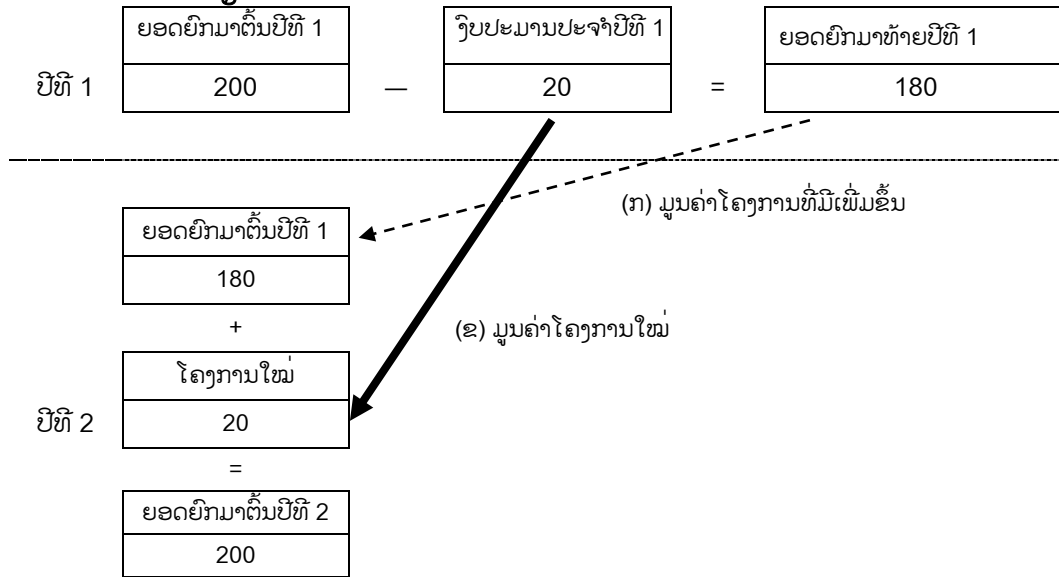 ຍອດຍົກມາຕົ້ນປີທີ 1
ງົບປະມານປະຈຳປີທີ 1
ຍອດຍົກມາທ້າຍປີທີ 1
ປີທີ 1
200
—
20
=
180
(ກ) ມູນຄ່າໂຄງການທີ່ມີເພີ່ມຂຶ້ນ
ຍອດຍົກມາຕົ້ນປີທີ 1
180
+
(ຂ) ມູນຄ່າໂຄງການໃໝ່
ໂຄງການໃໝ່
ປີທີ 2
20
=
ຍອດຍົກມາຕົ້ນປີທີ 2
200